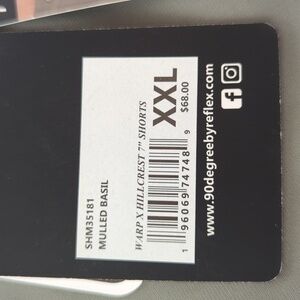 SHM35181
MULLED BASIL
WARP X HILLCREST 7" SHORTS
1 96069 74748 9
XXL
$68.00
www.90degreebyreflex.com